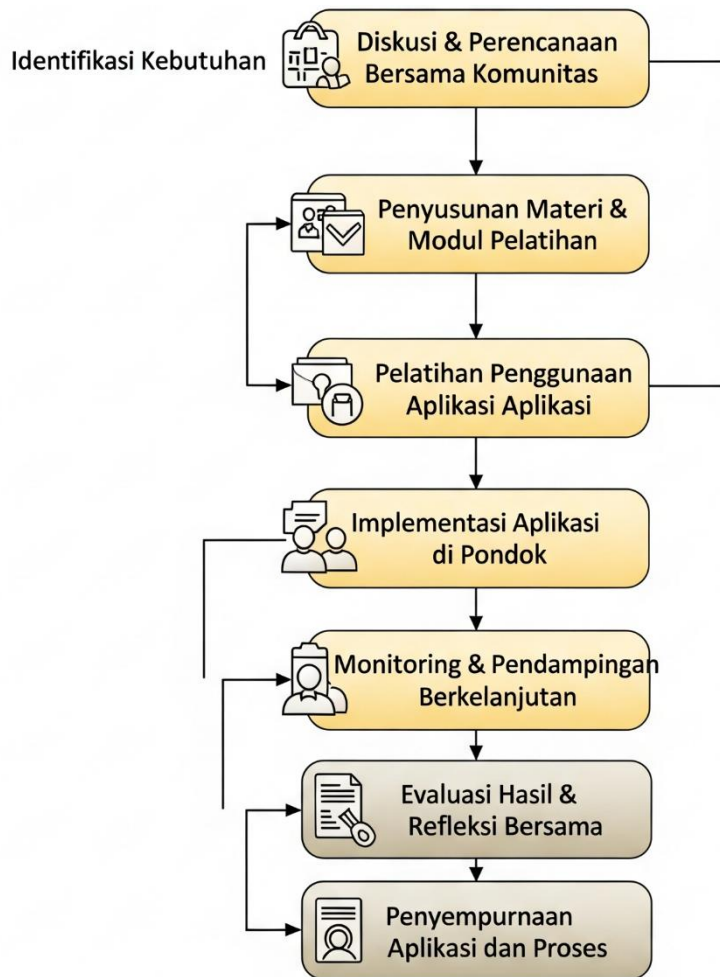 Identifikasi Kebutuhan
Diskusi & Perencanaan
Bersama Komunitas
Penyusunan Materi &
Modul Pelatihan
Pelatihan Penggunaan
Aplikasi Aplikasi
Implementasi Aplikasi
di Pondok
Monitoring & Pendampingan
Berkelanjutan
Evaluasi Hasil &
Refleksi Bersama
Penyempurnaan
Aplikasi dan Proses